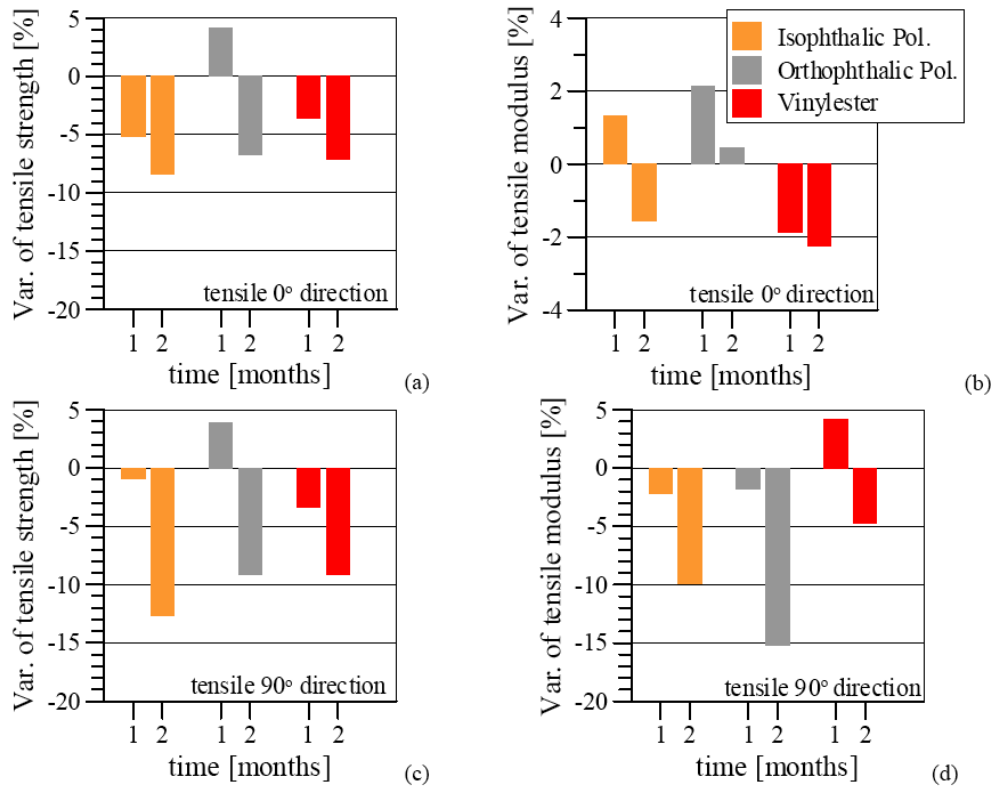 Var. of tensile strength [%]
5
0
-5
-10
-15
-20
tensile 0° direction
1 2 1 2 1 2
time [months]
(a)
Var. of tensile modulus [%]
4
2
0
-2
-4
Isophthalic Pol.
Orthophthalic Pol.
Vinylester
tensile 0° direction
1 2 1 2 1 2
time [months]
(b)
Var. of tensile strength [%]
5
0
-5
-10
-15
-20
tensile 90° direction
1 2 1 2 1 2
time [months]
(c)
Var. of tensile modulus [%]
5
0
-5
-10
-15
-20
tensile 90° direction
1 2 1 2 1 2
time [months]
(d)